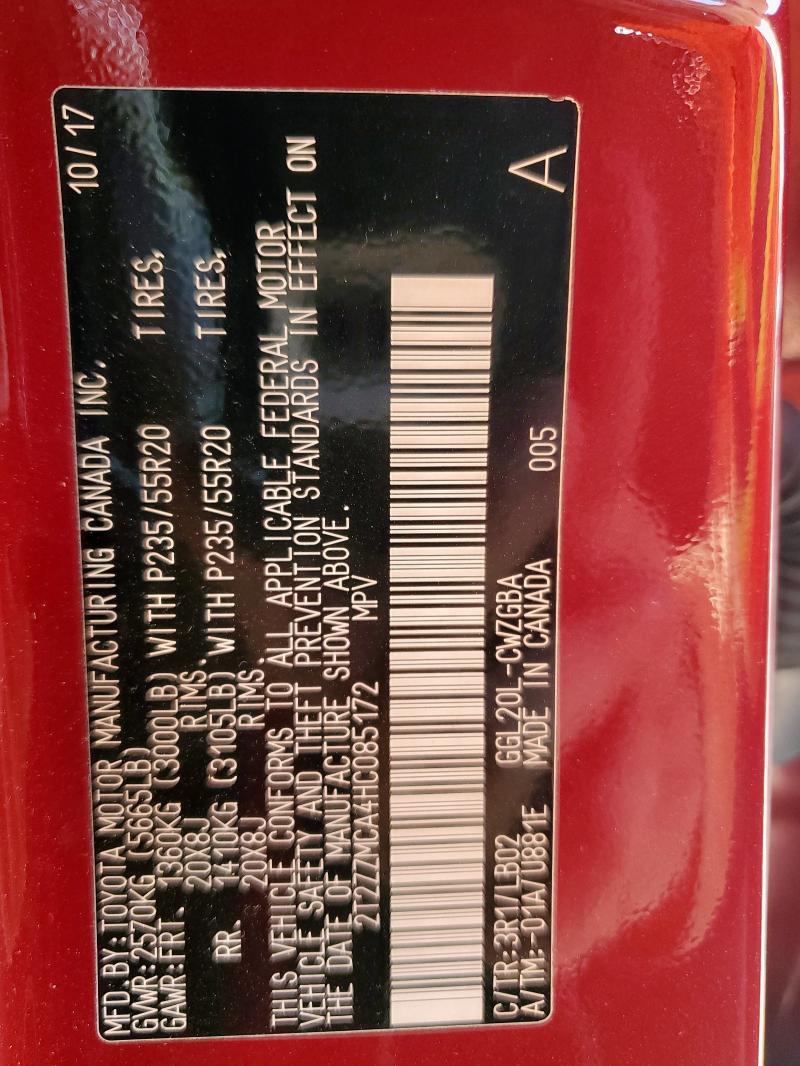 MFD.BY:TOYOTA MOTOR MANUFACTURING CANADA INC. 10/17
GVWR:2570KG (5665LB)
GAWR:FRT. 1360KG (3000LB) WITH P235/55R20 TIRES,
20X8J RIMS.
RR. 1410KG (3105LB) WITH P235/55R20 TIRES,
20X8J RIMS.
THIS VEHICLE CONFORMS TO ALL APPLICABLE FEDERAL MOTOR
VEHICLE SAFETY AND THEFT PREVENTION STANDARDS IN EFFECT ON
THE DATE OF MANUFACTURE SHOWN ABOVE.
2T2ZZMCA4HC085172 MPV
C/TR:3R1/LB02 GGL20L-CWZGBA
A/TM:-01A/U881E MADE IN CANADA 005 A